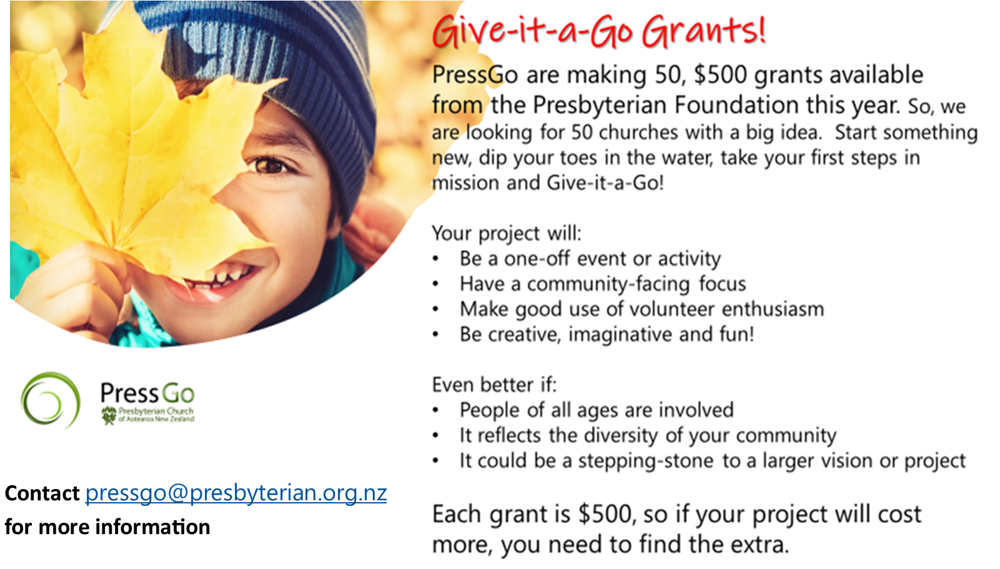 Give-it-a-Go Grants!
PressGo are making 50, $500 grants available
from the Presbyterian Foundation this year. So, we
are looking for 50 churches with a big idea.  Start something
new, dip your toes in the water, take your first steps in
mission and Give-it-a-Go!
Your project will:
• Be a one-off event or activity
• Have a community-facing focus
• Make good use of volunteer enthusiasm
• Be creative, imaginative and fun!
Even better if:
• People of all ages are involved
• It reflects the diversity of your community
• It could be a stepping-stone to a larger vision or project
Each grant is $500, so if your project will cost
more, you need to find the extra.
PressGo
Presbyterian Church
of Aotearoa New Zealand
Contact pressgo@presbyterian.org.nz
for more information